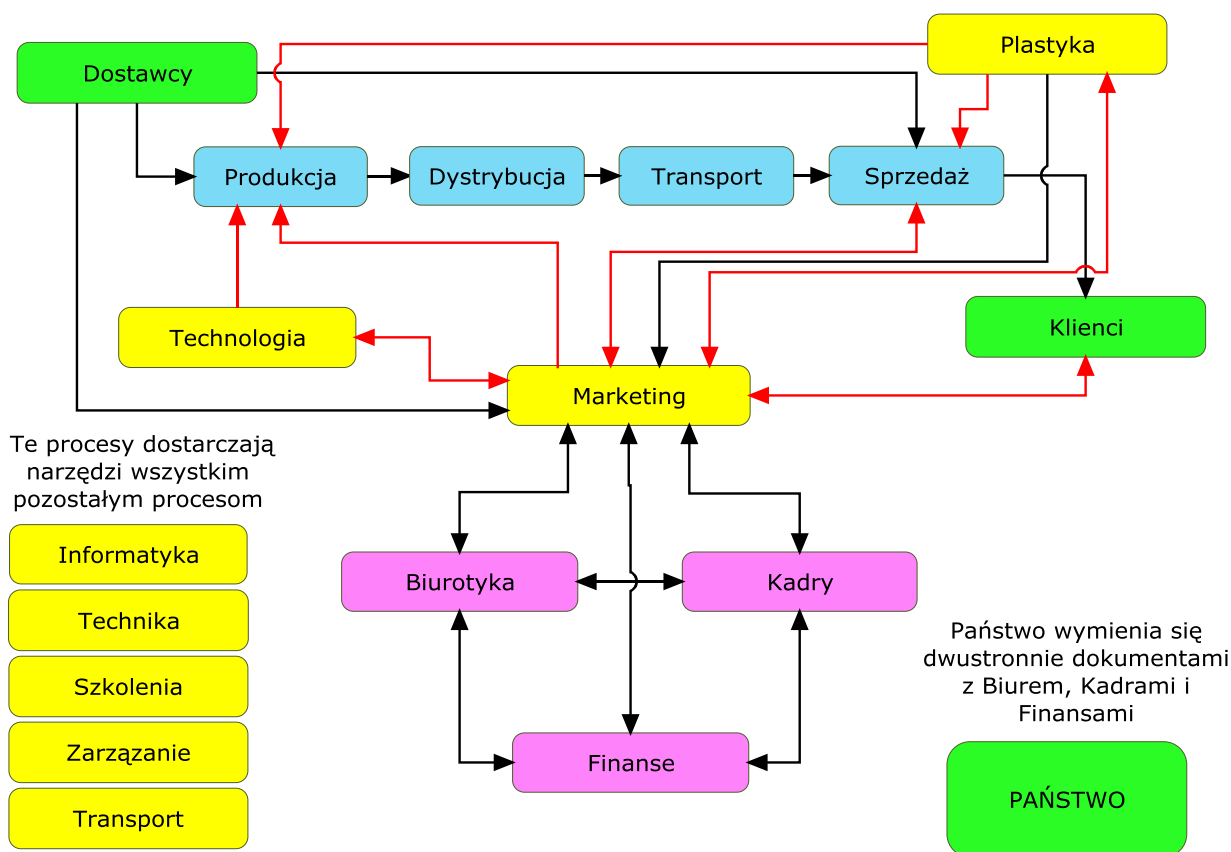 Plastyka
Dostawcy
Produkcja
Dystrybucja
Transport
Sprzedaż
Technologia
Klienci
Marketing
Te procesy dostarczają
narzędzi wszystkim
pozostałym procesom
Informatyka
Technika
Szkolenia
Zarządzanie
Transport
Biurotyka
Kadry
Finanse
Państwo wymienia się
dwustronnie dokumentami
z Biurem, Kadrami i
Finansami
PAŃSTWO